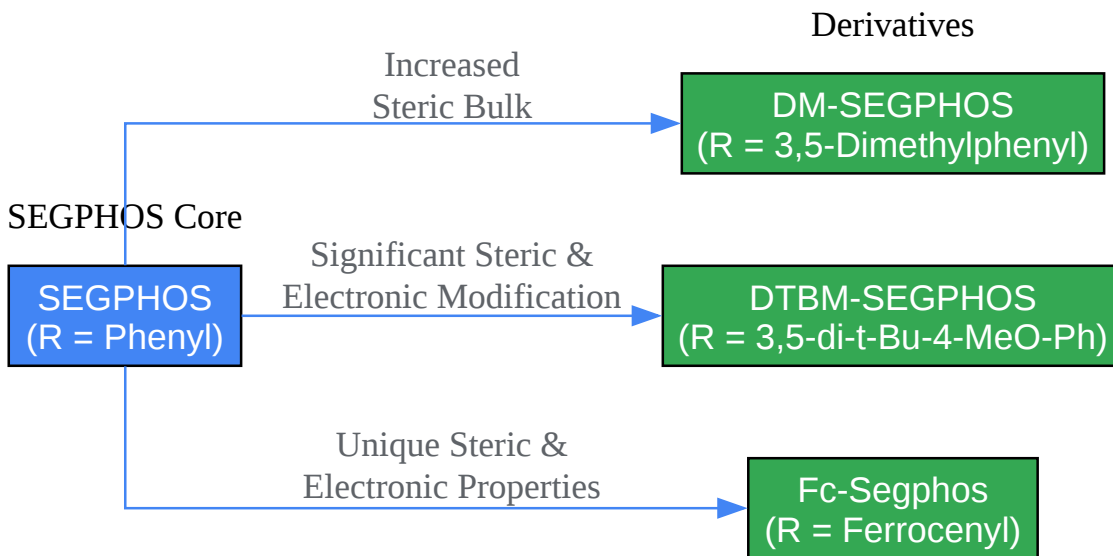 Derivatives
Increased
Steric Bulk
DM-SEGPHOS
(R = 3,5-Dimethylphenyl)
SEGPHOS Core
SEGPHOS
(R = Phenyl)
Significant Steric &
Electronic Modification
DTBM-SEGPHOS
(R = 3,5-di-t-Bu-4-MeO-Ph)
Unique Steric &
Electronic Properties
Fc-Segphos
(R = Ferrocenyl)